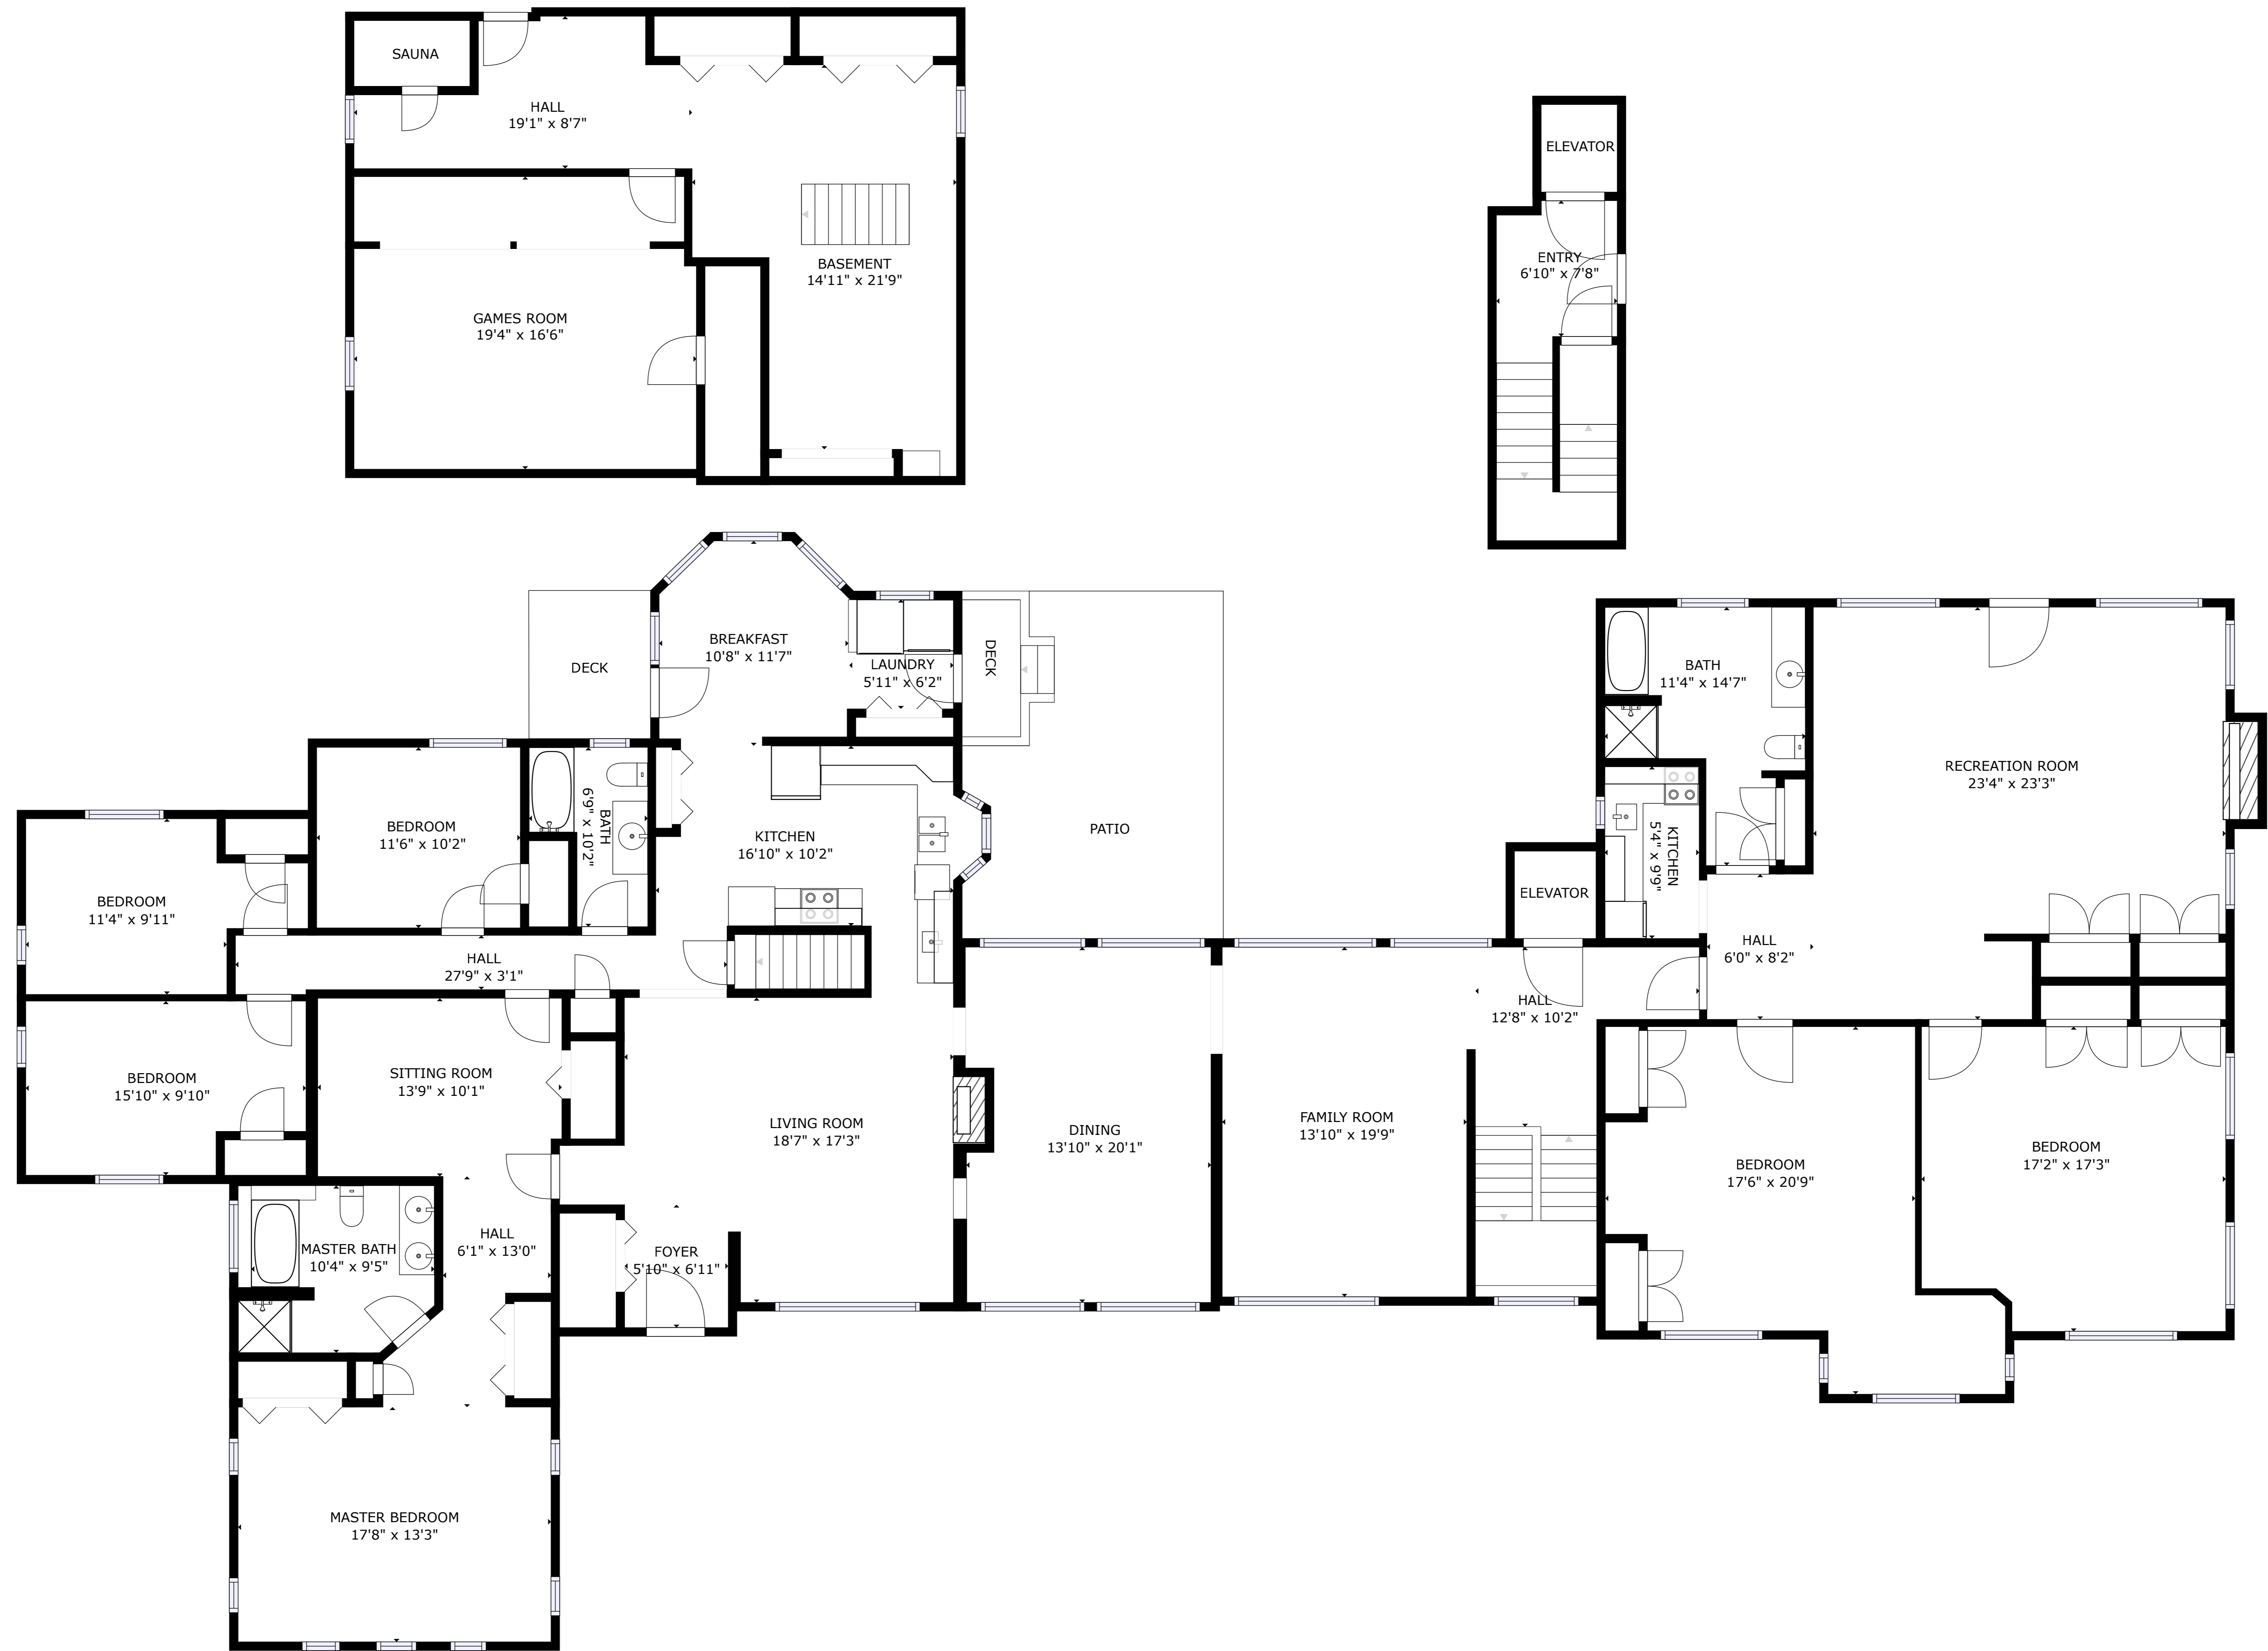 SAUNA
HALL
19'1" x 8'7"
GAMES ROOM
19'4" x 16'6"
BASEMENT
14'11" x 21'9"
ELEVATOR
ENTRY
6'10" x 7'8"
DECK
BREAKFAST
10'8" x 11'7"
LAUNDRY
5'11" x 6'2"
DECK
PATIO
BEDROOM
11'4" x 9'11"
BEDROOM
11'6" x 10'2"
BATH
6'9" x 10'2"
KITCHEN
16'10" x 10'2"
HALL
27'9" x 3'1"
BEDROOM
15'10" x 9'10"
SITTING ROOM
13'9" x 10'1"
LIVING ROOM
18'7" x 17'3"
DINING
13'10" x 20'1"
FAMILY ROOM
13'10" x 19'9"
MASTER BATH
10'4" x 9'5"
HALL
6'1" x 13'0"
FOYER
5'10" x 6'11"
MASTER BEDROOM
17'8" x 13'3"
BATH
11'4" x 14'7"
RECREATION ROOM
23'4" x 23'3"
KITCHEN
5'4" x 9'9"
ELEVATOR
HALL
6'0" x 8'2"
HALL
12'8" x 10'2"
BEDROOM
17'6" x 20'9"
BEDROOM
17'2" x 17'3"